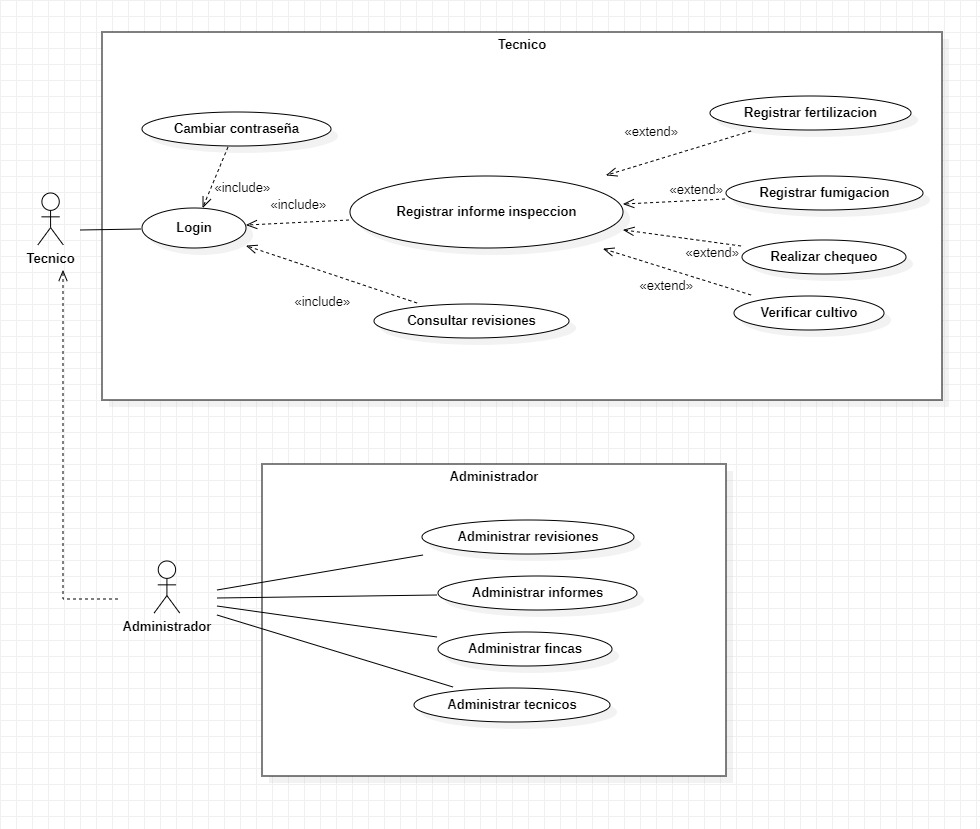 Tecnico
Registrar fertilizacion
Cambiar contraseña
«extend»
«include»
«extend»
Registrar fumigacion
«include»
Registrar informe inspeccion
Login
Tecnico
«extend»
Realizar chequeo
«extend»
«include»
Verificar cultivo
Consultar revisiones
Administrador
Administrar revisiones
Administrar informes
Administrador
Administrar fincas
Administrar tecnicos